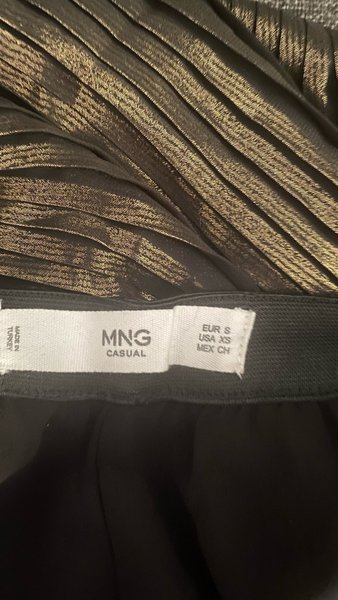 MADE IN
TURKEY
MNG
CASUAL
EUR S
USA XS
MEX CH